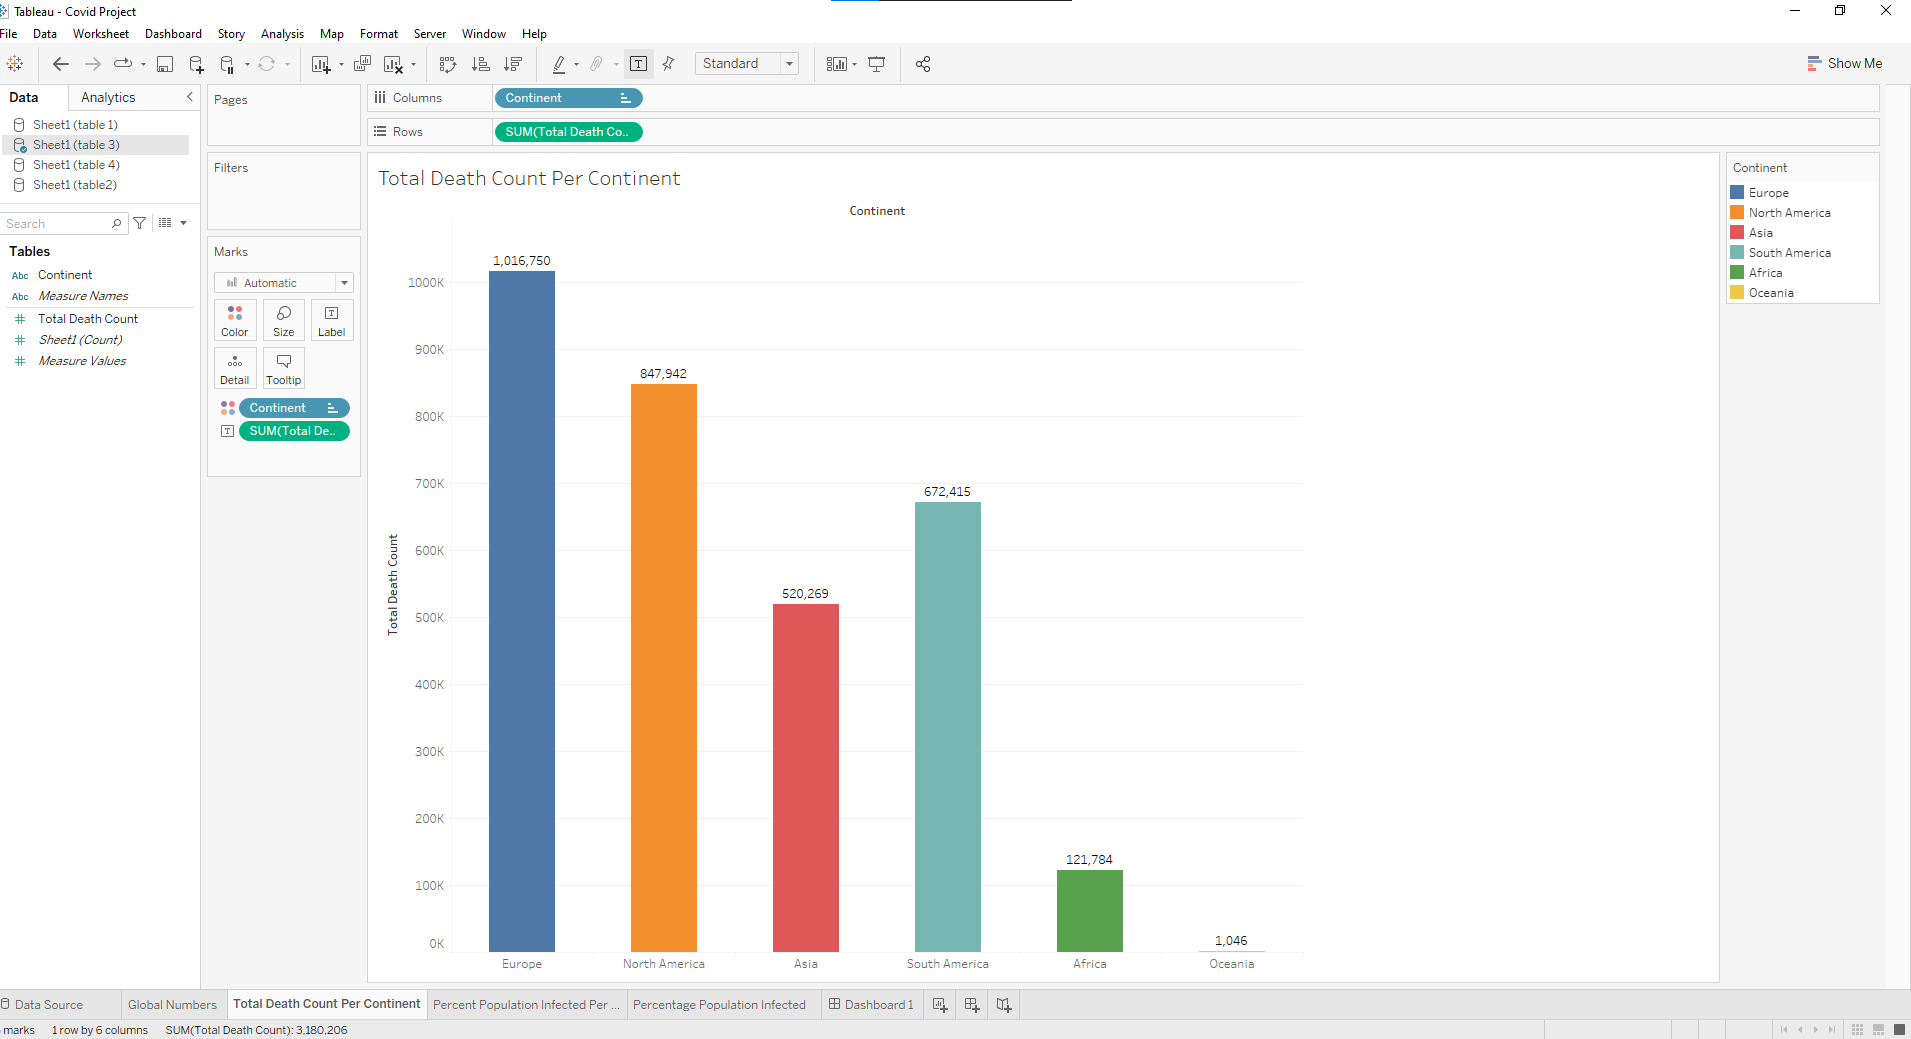 Tableau - Covid Project
File Data Worksheet Dashboard Story Analysis Map Format Server Window Help
Standard
Show Me
Data Analytics
Sheet1 (table 1)
Sheet1 (table 3)
Sheet1 (table 4)
Sheet1 (table2)
Search
Tables
Abc Continent
Abc Measure Names
# Total Death Count
# Sheet1 (Count)
# Measure Values
Pages
Filters
Marks
Automatic
Color Size Label
Detail Tooltip
Continent
SUM(Total De..
Columns Continent
Rows SUM(Total Death Co..
Total Death Count Per Continent
Continent
Total Death Count
1000K
900K
800K
700K
600K
500K
400K
300K
200K
100K
0K
1,016,750
847,942
520,269
672,415
121,784
1,046
Europe North America Asia South America Africa Oceania
Continent
Europe
North America
Asia
South America
Africa
Oceania
Data Source Global Numbers Total Death Count Per Continent Percent Population Infected Per ... Percentage Population Infected Dashboard 1
marks 1 row by 6 columns SUM(Total Death Count): 3,180,206